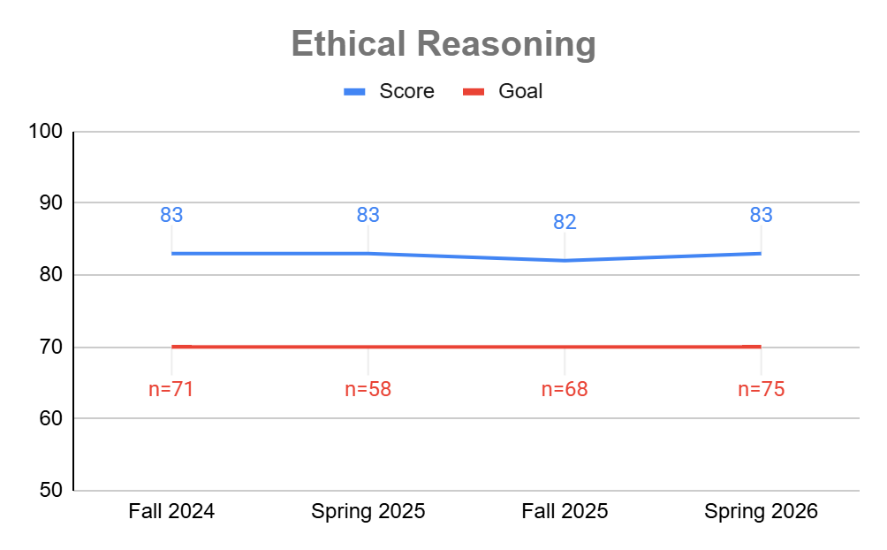 Ethical Reasoning
Score Goal
100
90
80
70
60
50
83 83 82 83
n=71 n=58 n=68 n=75
Fall 2024 Spring 2025 Fall 2025 Spring 2026